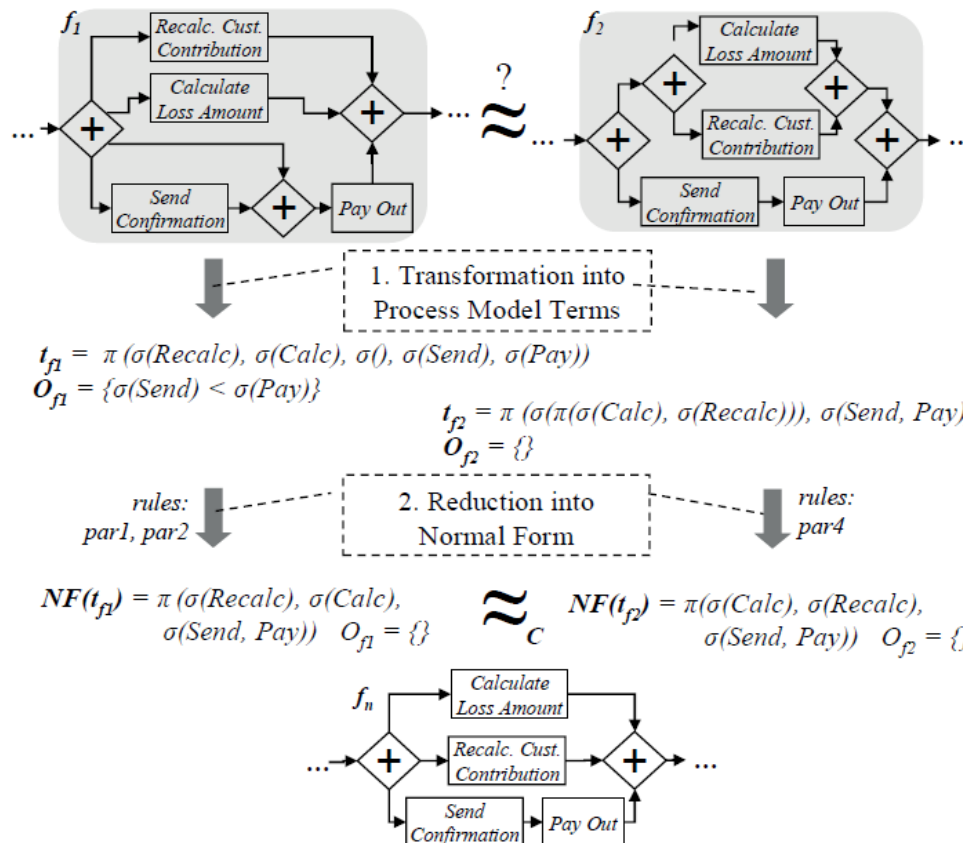 f1
Recalc. Cust.
Contribution
Calculate
Loss Amount
+
+
Send
Confirmation
+
Pay Out
...
...
?
≈
f2
Calculate
Loss Amount
+
+
Recalc. Cust.
Contribution
+
+
Send
Confirmation
Pay Out
...
...
1. Transformation into
Process Model Terms
tf1 = π (σ(Recalc), σ(Calc), σ(), σ(Send), σ(Pay))
Of1 = {σ(Send) < σ(Pay)}
tf2 = π (σ(π(σ(Calc), σ(Recalc))), σ(Send, Pay)
Of2 = {}
rules:
par1, par2
2. Reduction into
Normal Form
rules:
par4
NF(tf1) = π (σ(Recalc), σ(Calc),
σ(Send, Pay)) Of1 = {}
≈C
NF(tf2) = π(σ(Calc), σ(Recalc),
σ(Send, Pay)) Of2 = {}
fn
Calculate
Loss Amount
...
+
Recalc. Cust.
Contribution
+
...
Send
Confirmation
Pay Out